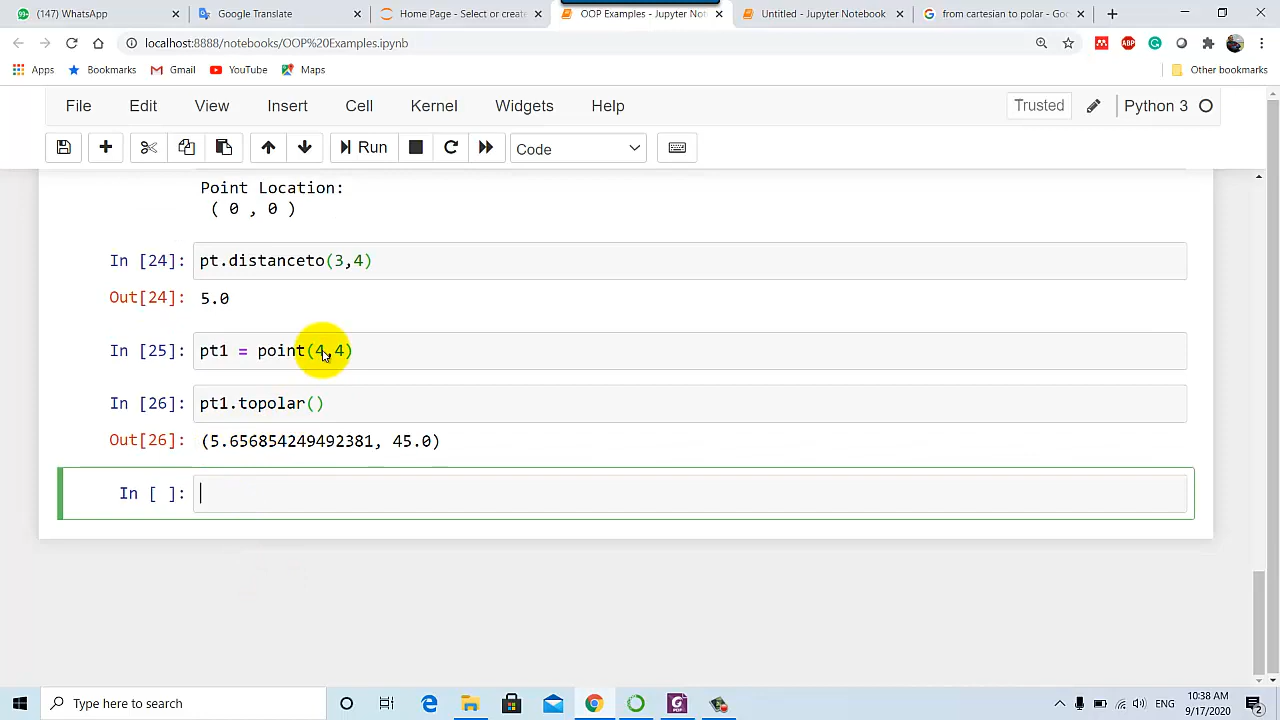 (147) WhatsApp
Google Translate
Home Page - Select or create
OOP Examples - Jupyter Notebook
Untitled - Jupyter Notebook
from cartesian to polar - Goo
localhost:8888/notebooks/OOP%20Examples.ipynb
Apps
Bookmarks
Gmail
YouTube
Maps
Other bookmarks
File
Edit
View
Insert
Cell
Kernel
Widgets
Help
Trusted
Python 3
Run
Code
Point Location:
( 0 , 0 )
In [24]: pt.distanceto(3,4)
Out[24]: 5.0
In [25]: pt1 = point(4,4)
In [26]: pt1.topolar()
Out[26]: (5.656854249492381, 45.0)
In [ ]:
Type here to search
ENG
10:38 AM
9/17/2020